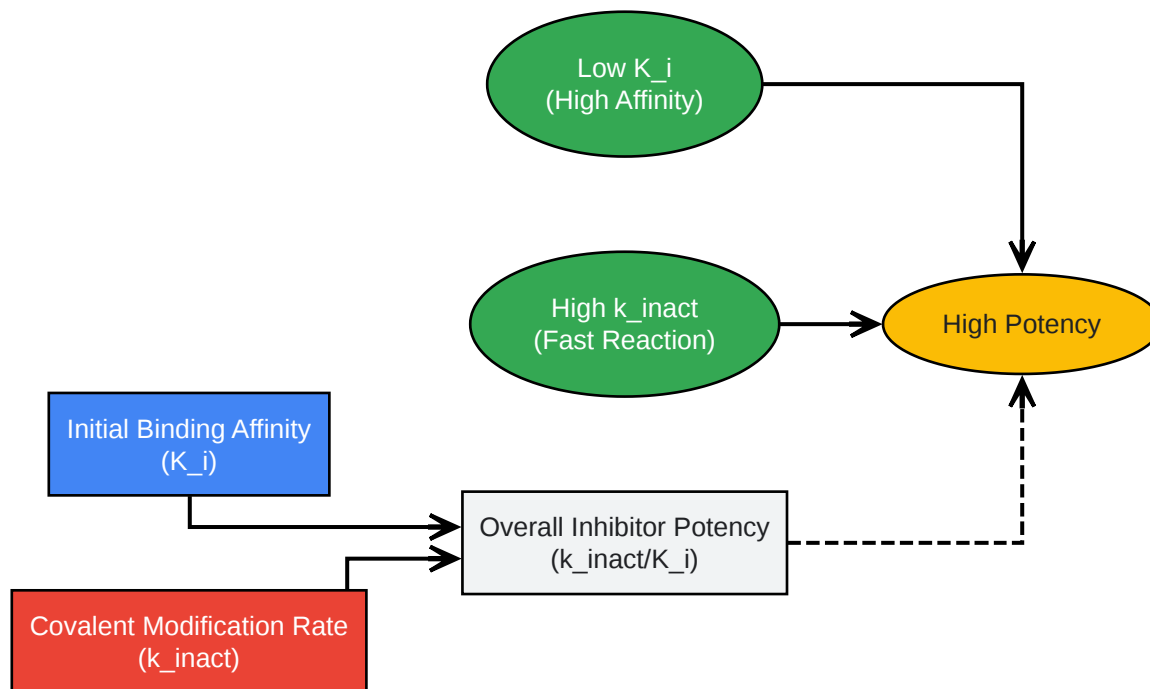 Low K_i
(High Affinity)
High k_inact
(Fast Reaction)
High Potency
Initial Binding Affinity
(K_i)
Overall Inhibitor Potency
(k_inact/K_i)
Covalent Modification Rate
(k_inact)